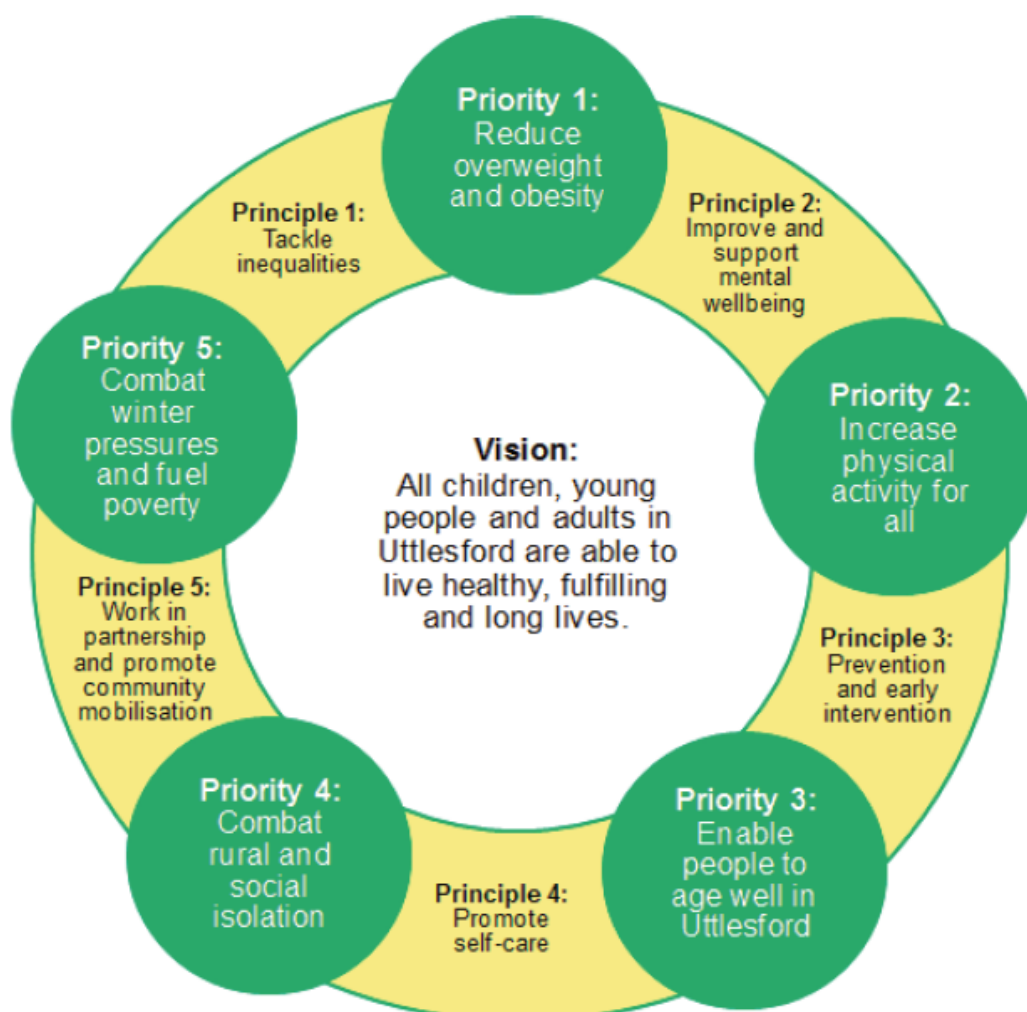 Priority 1:
Reduce
overweight
and obesity
Principle 1:
Tackle
inequalities
Principle 2:
Improve and
support
mental
wellbeing
Priority 5:
Combat
winter
pressures
and fuel
poverty
Priority 2:
Increase
physical
activity for
all
Vision:
All children, young
people and adults in
Uttlesford are able to
live healthy, fulfilling
and long lives.
Principle 5:
Work in
partnership
and promote
community
mobilisation
Principle 3:
Prevention
and early
intervention
Priority 4:
Combat
rural and
social
isolation
Priority 3:
Enable
people to
age well in
Uttlesford
Principle 4:
Promote
self-care